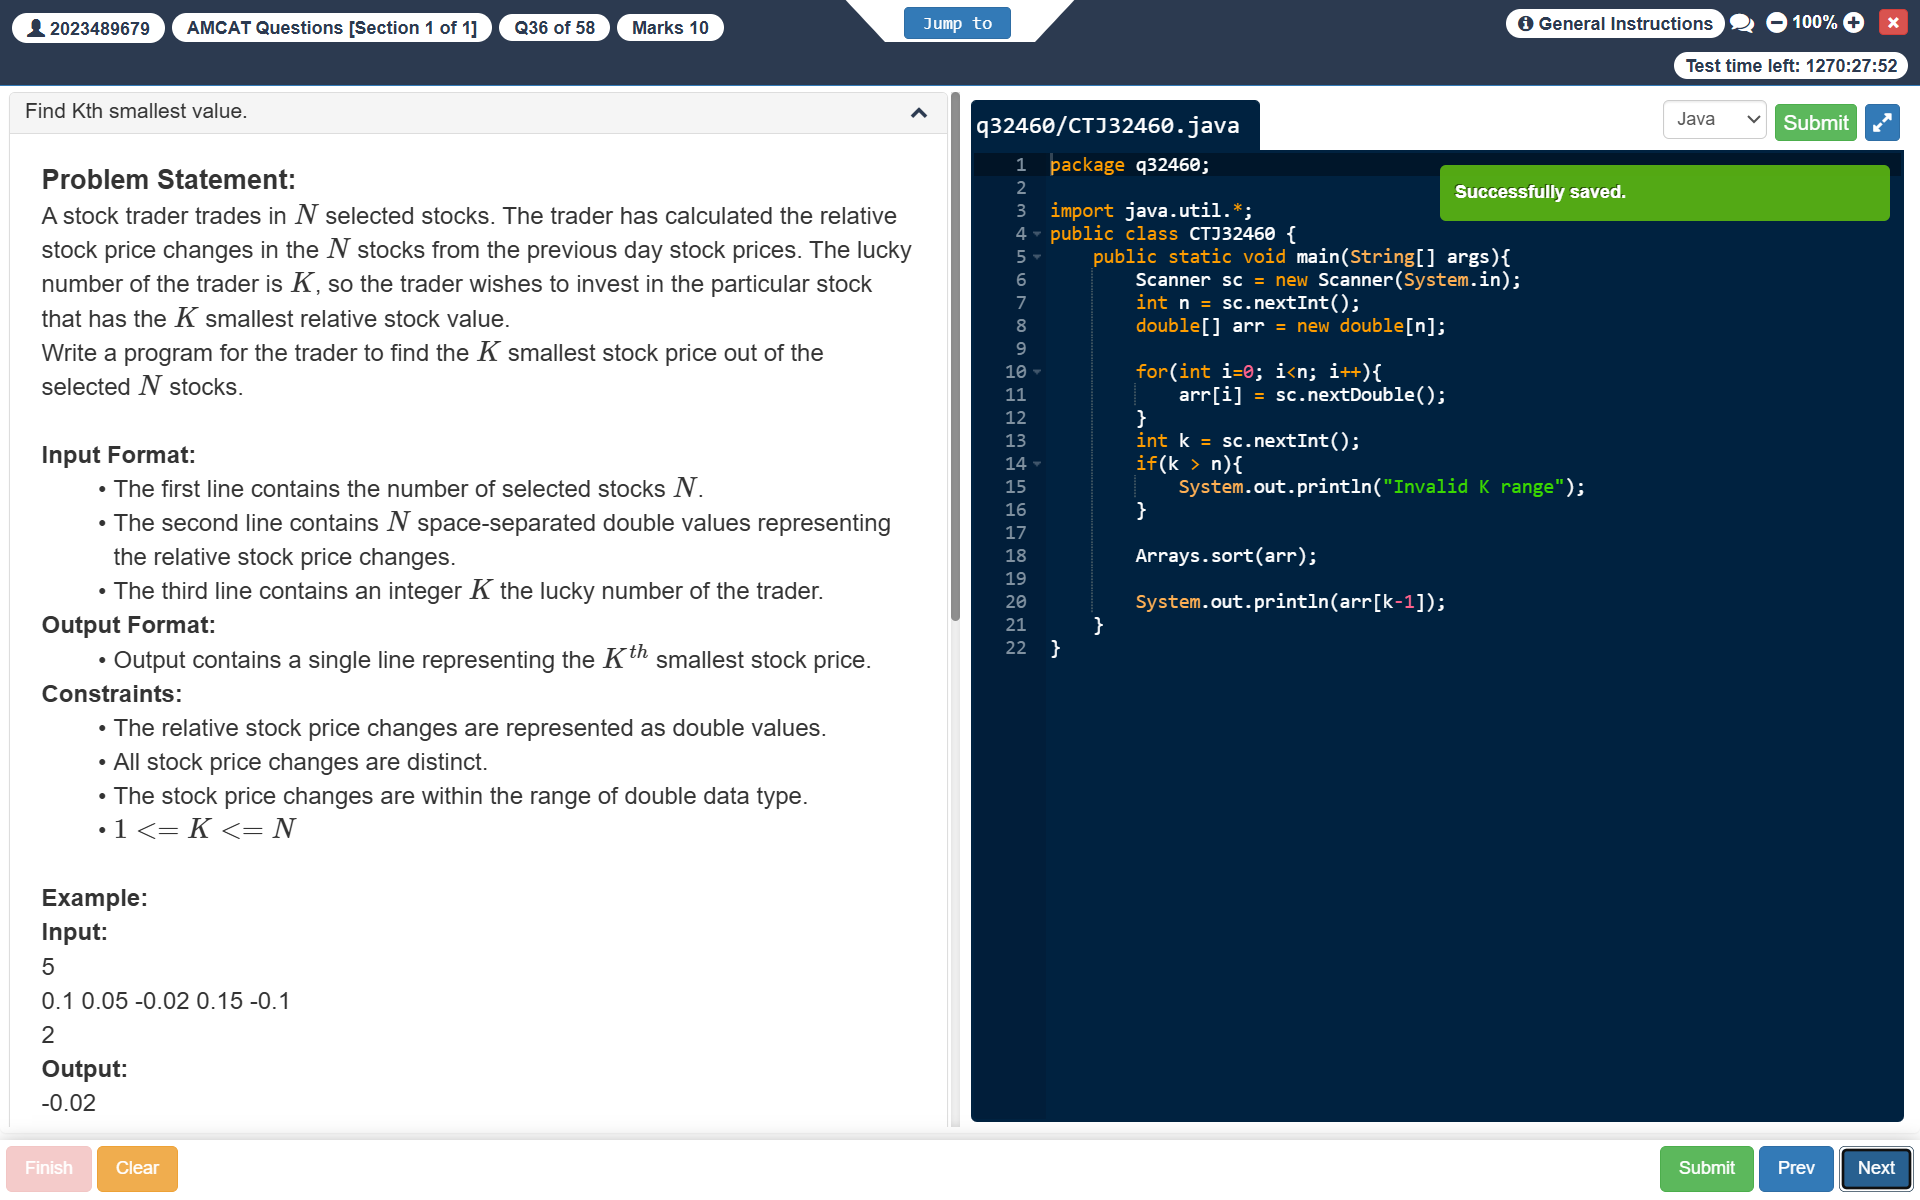 2023489679
AMCAT Questions [Section 1 of 1]
Q36 of 58
Marks 10
Jump to
General Instructions
100%
Test time left: 1270:27:52
Find Kth smallest value.
Problem Statement:
A stock trader trades in N selected stocks. The trader has calculated the relative
stock price changes in the N stocks from the previous day stock prices. The lucky
number of the trader is K, so the trader wishes to invest in the particular stock
that has the K smallest relative stock value.
Write a program for the trader to find the K smallest stock price out of the
selected N stocks.
Input Format:
• The first line contains the number of selected stocks N.
• The second line contains N space-separated double values representing
the relative stock price changes.
• The third line contains an integer K the lucky number of the trader.
Output Format:
• Output contains a single line representing the K^th smallest stock price.
Constraints:
• The relative stock price changes are represented as double values.
• All stock price changes are distinct.
• The stock price changes are within the range of double data type.
• 1 <= K <= N
Example:
Input:
5
0.1 0.05 -0.02 0.15 -0.1
2
Output:
-0.02
q32460/CTJ32460.java
Java
Submit
Successfully saved.
1 package q32460;
2
3 import java.util.*;
4 public class CTJ32460 {
5     public static void main(String[] args){
6         Scanner sc = new Scanner(System.in);
7         int n = sc.nextInt();
8         double[] arr = new double[n];
9
10         for(int i=0; i<n; i++){
11             arr[i] = sc.nextDouble();
12         }
13         int k = sc.nextInt();
14         if(k > n){
15             System.out.println("Invalid K range");
16         }
17
18         Arrays.sort(arr);
19
20         System.out.println(arr[k-1]);
21     }
22 }
Finish
Clear
Submit
Prev
Next